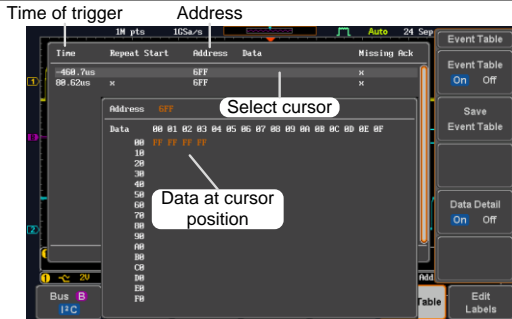 Time of trigger Address
1M pts 1GSa/s Auto 24 Sep
Event Table
Time Repeat Start Address Data Missing Ack
-460.7us 6FF x
80.62us x 6FF x
Event Table
On Off
Select cursor
Save
Event Table
Address 6FF
Data 00 01 02 03 04 05 06 07 08 09 0A 0B 0C 0D 0E 0F
00 FF FF FF FF
10
20
30
40
50
60
70
80
90
A0
B0
C0
D0
E0
F0
Data at cursor
position
Data Detail
On Off
1 2V Add
Bus B
I²C
Table
Edit
Labels